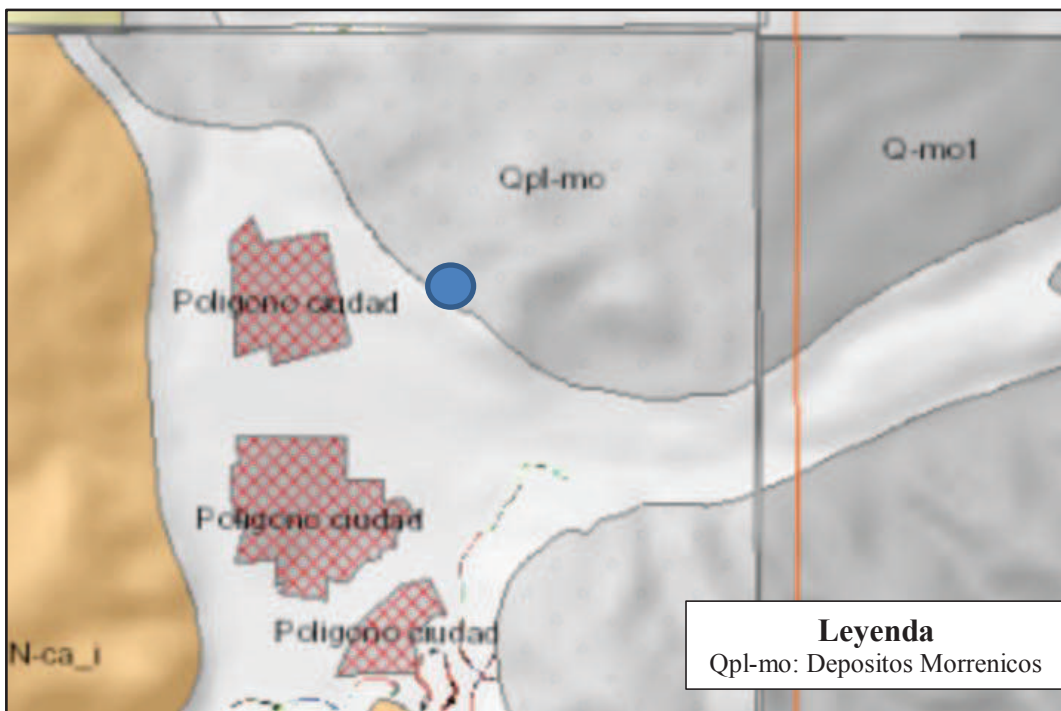 Qpl-mo
Q-mo1
Poligono ciudad
Poligono ciudad
Poligono ciudad
N-ca_i
Leyenda
Qpl-mo: Depositos Morrenicos